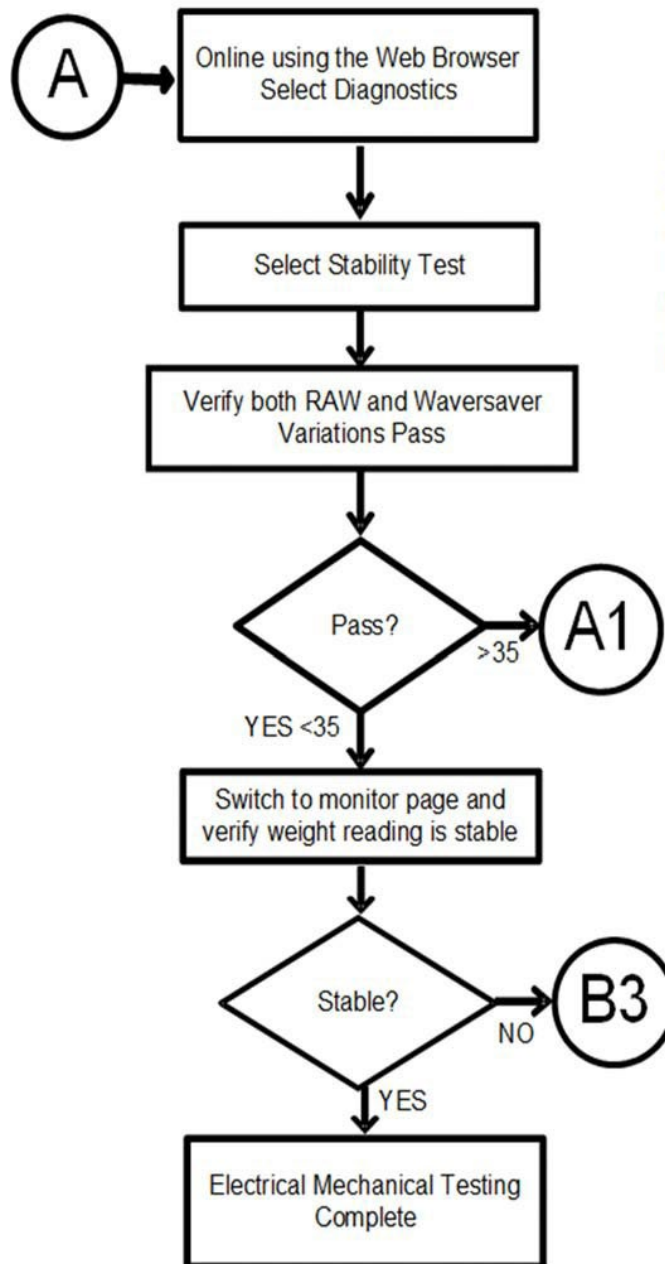 A
Online using the Web Browser
Select Diagnostics
Select Stability Test
Verify both RAW and Waversaver
Variations Pass
Pass?
>35
A1
YES <35
Switch to monitor page and
verify weight reading is stable
Stable?
NO
B3
YES
Electrical Mechanical Testing
Complete